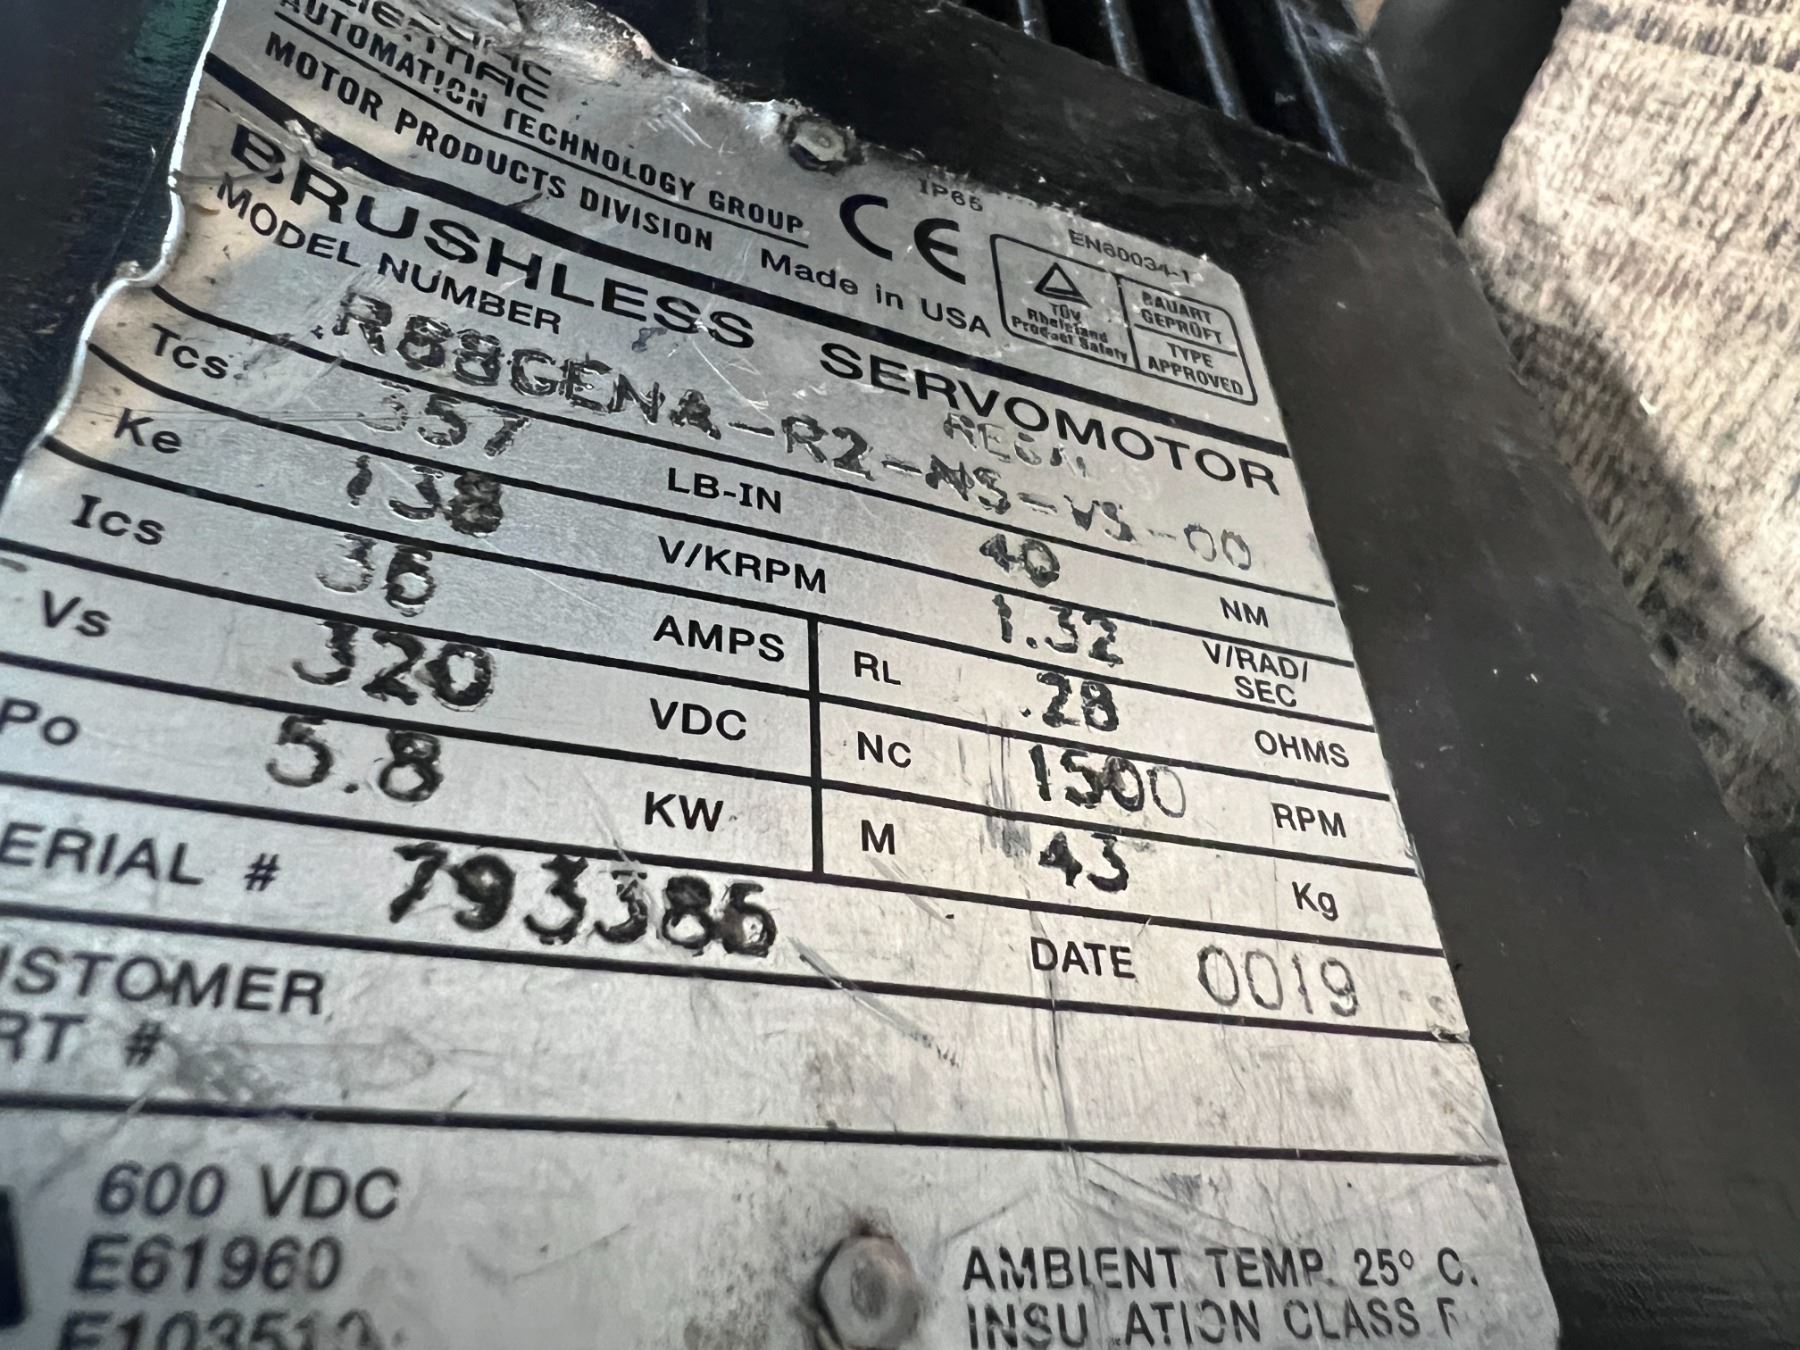 AUTOMATION TECHNOLOGY GROUP
MOTOR PRODUCTS DIVISION Made in USA
CE
IP65
EN60034-1
TÜV
Rheinland
Product Safety
BAUART
GEPRÜFT
TYPE
APPROVED
BRUSHLESS SERVOMOTOR
MODEL NUMBER
R88GENA-R2-NS-VS-00
Tcs 357 LB-IN 40 NM
Ke 138 V/KRPM 1.32 V/RAD/
SEC
Ics 36 AMPS RL .28 OHMS
Vs 320 VDC NC 1500 RPM
Po 5.8 KW M 43 Kg
ERIAL # 793386 DATE 0019
STOMER
RT #
600 VDC
E61960
AMBIENT TEMP. 25° C.
INSULATION CLASS F